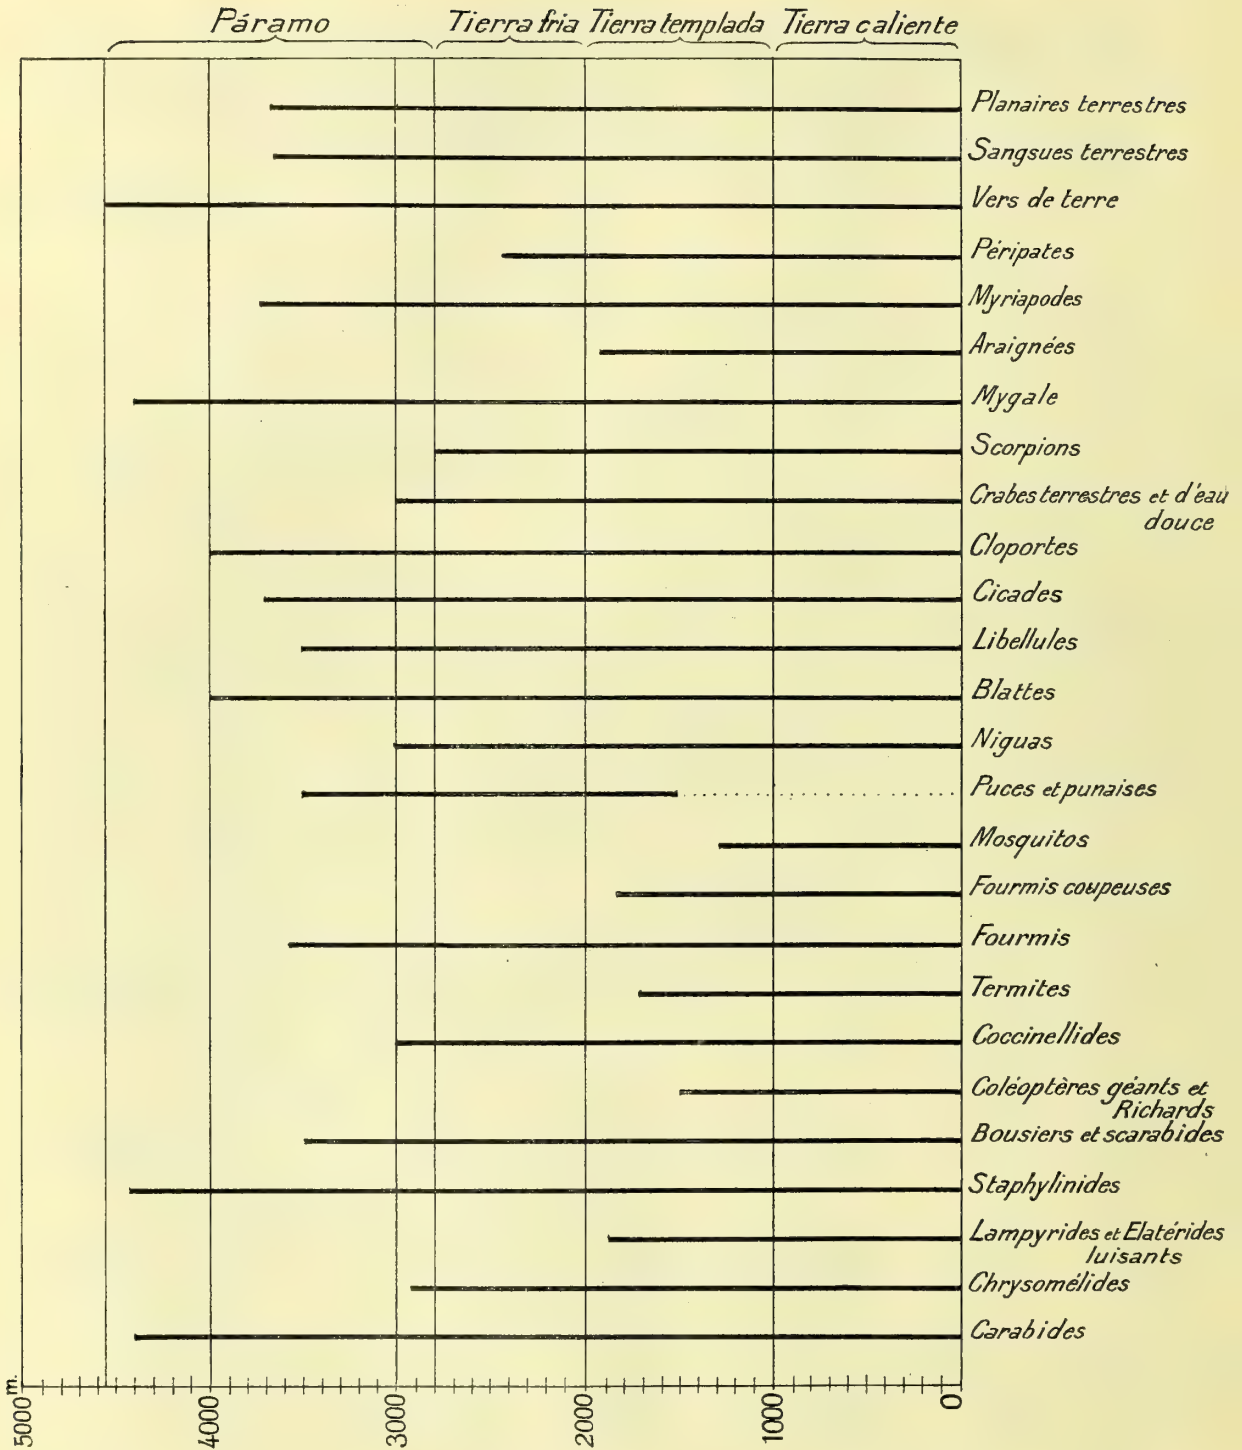 Páramo Tierra fria Tierra templada Tierra caliente
Planaires terrestres
Sangsues terrestres
Vers de terre
Péripates
Myriapodes
Araignées
Mygale
Scorpions
Crabes terrestres et d'eau
douce
Cloportes
Cicades
Libellules
Blattes
Niguas
Puces et punaises
Mosquitos
Fourmis coupeuses
Fourmis
Termites
Coccinellides
Coléoptères géants et
Richards
Bousiers et scarabides
Staphylinides
Lampyrides et Elatérides
luisants
Chrysomélides
Carabides
5000 m. 4000 3000 2000 1000 0